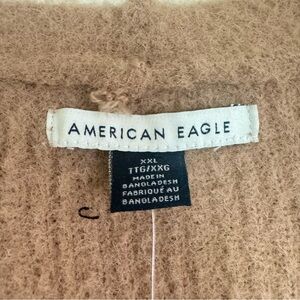 AMERICAN EAGLE
XXL
TTG/XXG
MADE IN
BANGLADESH
FABRIQUÉ AU
BANGLADESH